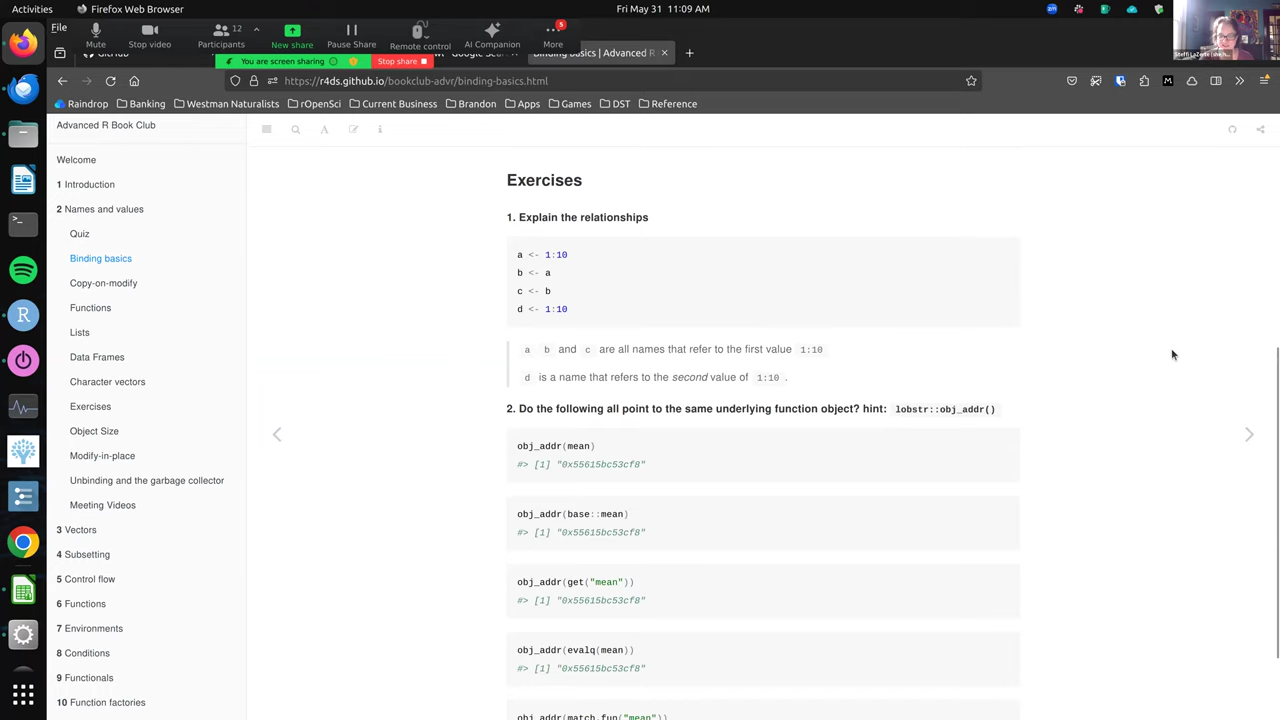 Activities
Firefox Web Browser
Fri May 31 11:09 AM
File
Mute
Stop video
12
Participants
New share
Pause Share
Remote control
AI Companion
5
More
You are screen sharing
Stop share
Binding basics | Advanced R
https://r4ds.github.io/bookclub-advr/binding-basics.html
Raindrop
Banking
Westman Naturalists
rOpenSci
Current Business
Brandon
Apps
Games
DST
Reference
Advanced R Book Club
Welcome
1 Introduction
2 Names and values
Quiz
Binding basics
Copy-on-modify
Functions
Lists
Data Frames
Character vectors
Exercises
Object Size
Modify-in-place
Unbinding and the garbage collector
Meeting Videos
3 Vectors
4 Subsetting
5 Control flow
6 Functions
7 Environments
8 Conditions
9 Functionals
10 Function factories
Exercises
1. Explain the relationships
a <- 1:10
b <- a
c <- b
d <- 1:10
a b and c are all names that refer to the first value 1:10
d is a name that refers to the second value of 1:10 .
2. Do the following all point to the same underlying function object? hint: lobstr::obj_addr()
obj_addr(mean)
#> [1] "0x55615bc53cf8"
obj_addr(base::mean)
#> [1] "0x55615bc53cf8"
obj_addr(get("mean"))
#> [1] "0x55615bc53cf8"
obj_addr(evalq(mean))
#> [1] "0x55615bc53cf8"
obj_addr(match.fun("mean"))